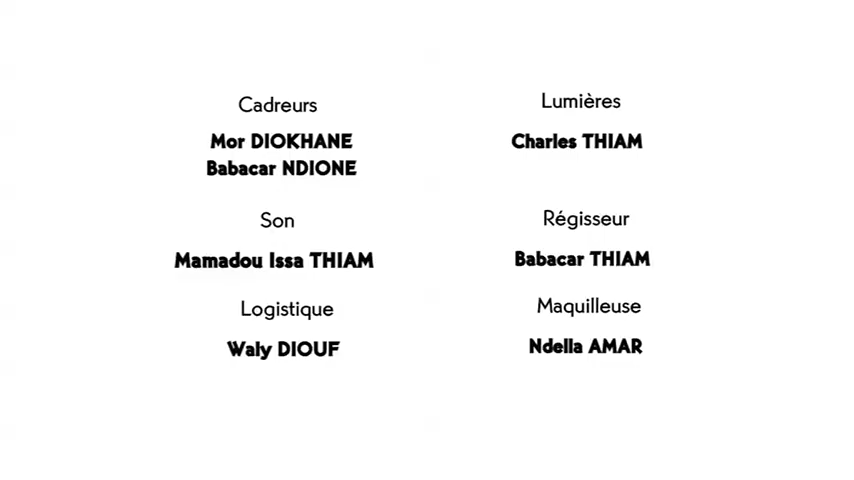 Cadreurs
Mor DIOKHANE
Babacar NDIONE
Son
Mamadou Issa THIAM
Logistique
Waly DIOUF
Lumières
Charles THIAM
Régisseur
Babacar THIAM
Maquilleuse
Ndella AMAR